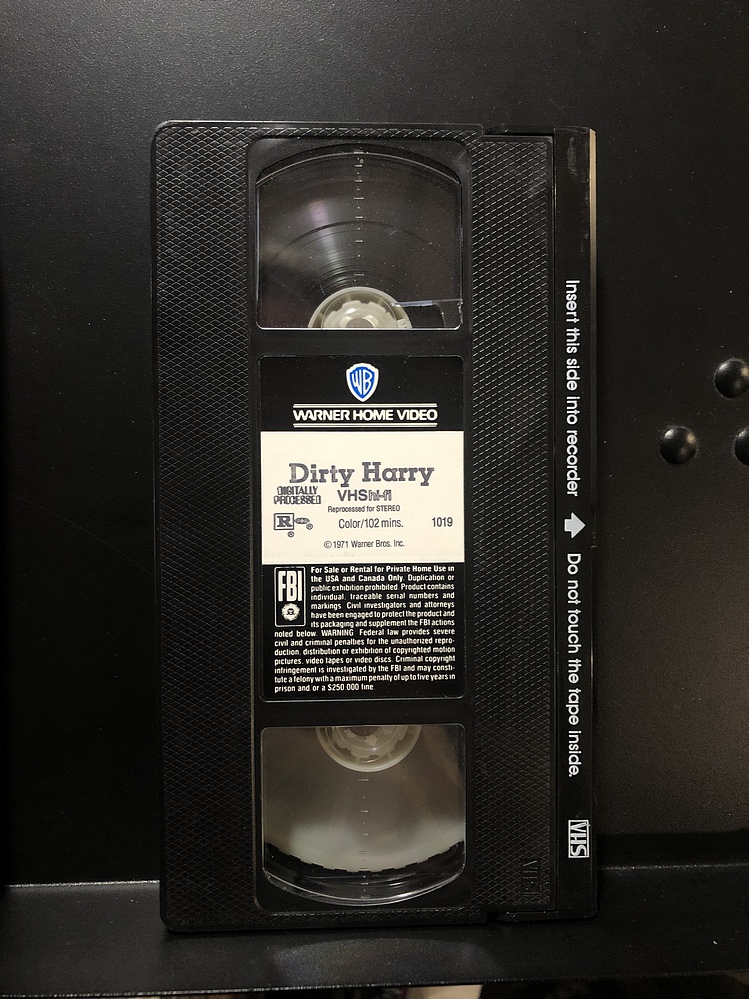 WB
WARNER HOME VIDEO
Dirty Harry
DIGITALLY
PROCESSED
VHS hi-fi
Reprocessed for STEREO
R
Color/102 mins.
1019
© 1971 Warner Bros. Inc.
FBI
For Sale or Rental for Private Home Use in
the USA and Canada Only. Duplication or
public exhibition prohibited. Product contains
individual, traceable serial numbers and
markings. Civil investigators and attorneys
have been engaged to protect the product and
its packaging and supplement the FBI actions
noted below. WARNING: Federal law provides severe
civil and criminal penalties for the unauthorized repro-
duction, distribution or exhibition of copyrighted motion
pictures, video tapes or video discs. Criminal copyright
infringement is investigated by the FBI and may consti-
tute a felony with a maximum penalty of up to five years in
prison and or a $250,000 fine.
Insert this side into recorder
Do not touch the tape inside.
VHS
VHS